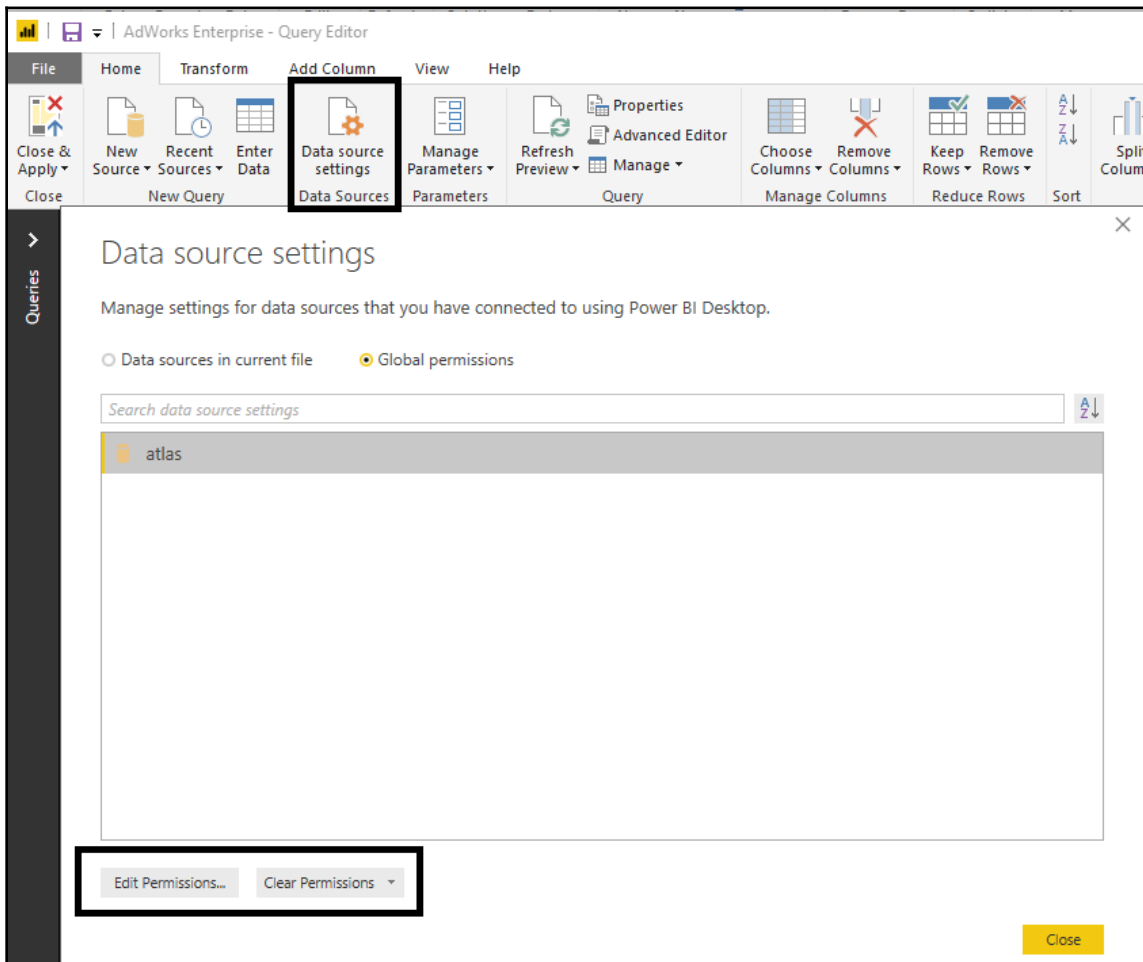 AdWorks Enterprise - Query Editor
File Home Transform Add Column View Help
Close & Apply
New Source
Recent Sources
Enter Data
Data source settings
Manage Parameters
Refresh Preview
Properties
Advanced Editor
Manage
Choose Columns
Remove Columns
Keep Rows
Remove Rows
Split
Colum
Close New Query Data Sources Parameters Query Manage Columns Reduce Rows Sort
Queries
Data source settings
Manage settings for data sources that you have connected to using Power BI Desktop.
Data sources in current file Global permissions
Search data source settings
atlas
Edit Permissions... Clear Permissions
Close